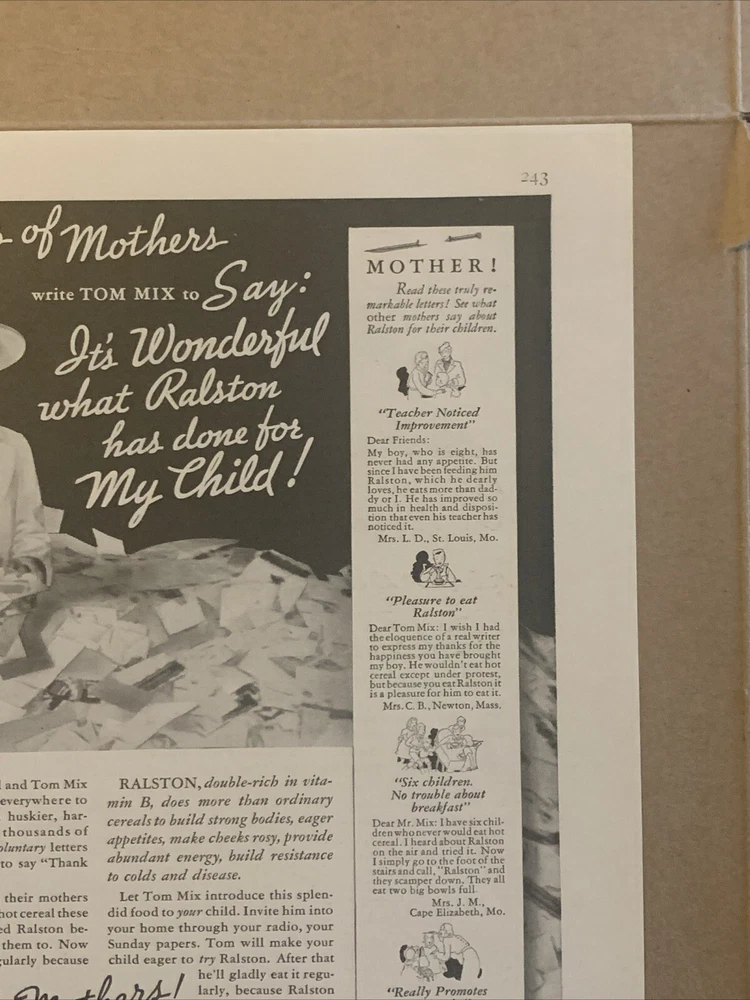 243
of Mothers
write TOM MIX to Say:
It's Wonderful
what Ralston
has done for
My Child!
MOTHER!
Read these truly re-
markable letters! See what
other mothers say about
Ralston for their children.
"Teacher Noticed
Improvement"
Dear Friends:
My boy, who is eight, has
never had any appetite. But
since I have been feeding him
Ralston, which he dearly
loves, he eats more than dad-
dy or I. He has improved so
much in health and disposi-
tion that even his teacher has
noticed it.
Mrs. L. D., St. Louis, Mo.
"Pleasure to eat
Ralston"
Dear Tom Mix: I wish I had
the eloquence of a real writer
to express my thanks for the
happiness you have brought
my boy. He wouldn't eat hot
cereal except under protest,
but because you eat Ralston it
is a pleasure for him to eat it.
Mrs. C. B., Newton, Mass.
"Six children.
No trouble about
breakfast"
Dear Mr. Mix: I have six chil-
dren who never would eat hot
cereal. I heard about Ralston
on the air and tried it. Now
I simply go to the foot of the
stairs and call, "Ralston" and
they scamper down. They all
eat two big bowls full.
Mrs. J. M.,
Cape Elizabeth, Mo.
"Really Promotes
and Tom Mix
everywhere to
huskier, har-
thousands of
voluntary letters
to say "Thank
their mothers
hot cereal these
Ralston be-
them to. Now
regularly because
RALSTON, double-rich in vita-
min B, does more than ordinary
cereals to build strong bodies, eager
appetites, make cheeks rosy, provide
abundant energy, build resistance
to colds and disease.
Let Tom Mix introduce this splen-
did food to your child. Invite him into
your home through your radio, your
Sunday papers. Tom will make your
child eager to try Ralston. After that
he'll gladly eat it regu-
larly, because Ralston
Mothers!